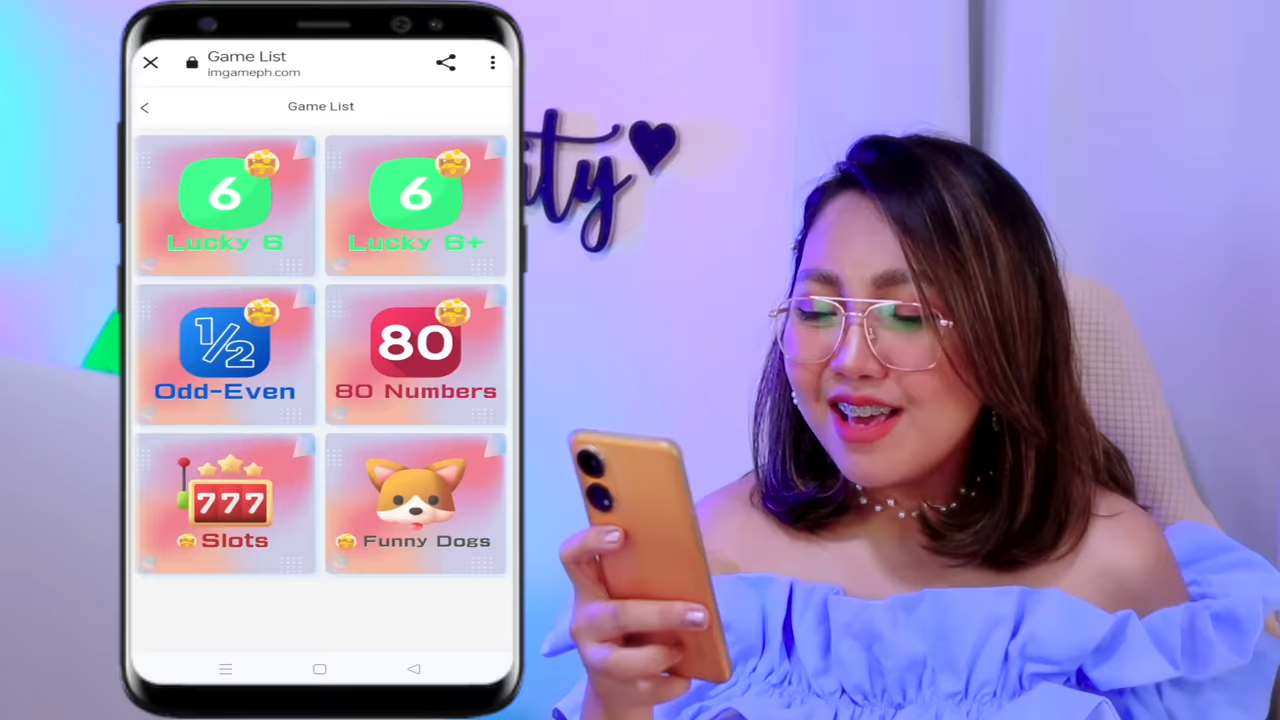 Game List
imgameph.com
Game List
6
Lucky 6
6
Lucky 6+
1/2
Odd-Even
80
80 Numbers
777
Slots
Funny Dogs
ity